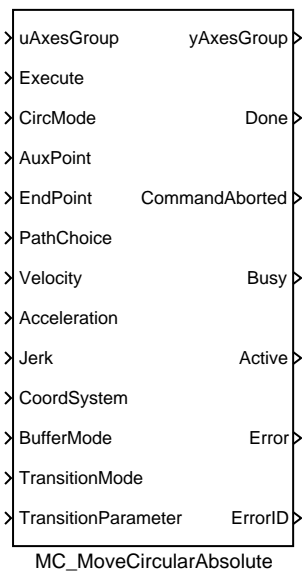 uAxesGroup yAxesGroup
Execute
CircMode Done
AuxPoint
EndPoint CommandAborted
PathChoice
Velocity Busy
Acceleration
Jerk Active
CoordSystem
BufferMode Error
TransitionMode
TransitionParameter ErrorID
MC_MoveCircularAbsolute